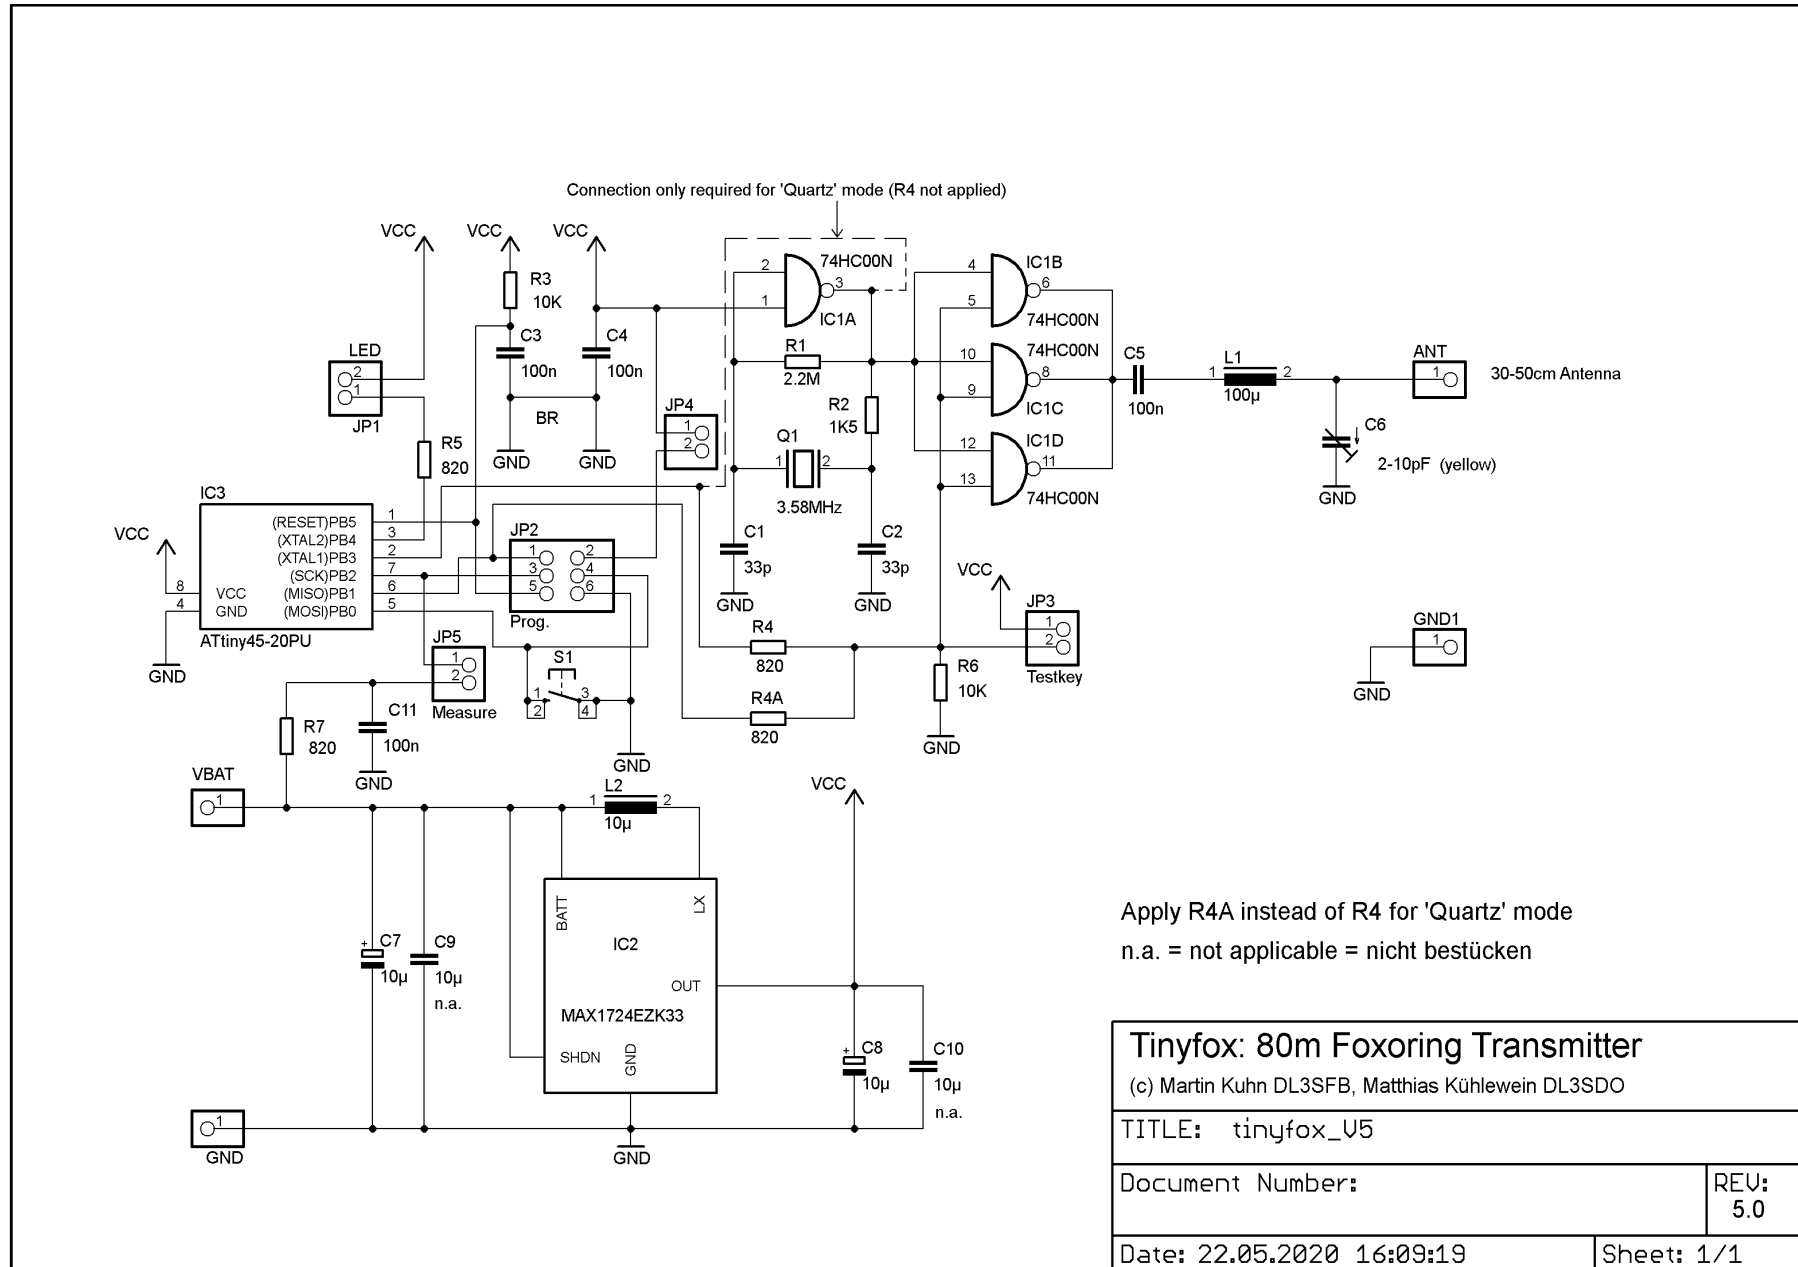 Connection only required for 'Quartz' mode (R4 not applied)
VCC
VCC
VCC
R3
10K
C3
100n
C4
100n
BR
GND
GND
LED
2
1
JP1
R5
820
JP4
1
2
2
1
3
74HC00N
IC1A
R1
2.2M
R2
1K5
Q1
1
2
3.58MHz
C1
33p
C2
33p
GND
GND
4
5
6
IC1B
74HC00N
74HC00N
10
9
8
IC1C
IC1D
12
13
11
74HC00N
C5
100n
L1
1
2
100µ
ANT
1
30-50cm Antenna
C6
2-10pF (yellow)
GND
IC3
VCC
8
4
VCC
GND
(RESET)PB5
(XTAL2)PB4
(XTAL1)PB3
(SCK)PB2
(MISO)PB1
(MOSI)PB0
1
3
2
7
6
5
ATtiny45-20PU
GND
JP2
1
2
3
4
5
6
Prog.
JP5
1
2
Measure
S1
1
2
3
4
GND
R4
820
R4A
820
R6
10K
GND
VCC
JP3
1
2
Testkey
GND1
1
GND
R7
820
C11
100n
GND
VBAT
1
L2
1
2
10µ
VCC
BATT
LX
IC2
OUT
MAX1724EZK33
SHDN
GND
+
C7
10µ
C9
10µ
n.a.
+
C8
10µ
C10
10µ
n.a.
1
GND
GND
Apply R4A instead of R4 for 'Quartz' mode
n.a. = not applicable = nicht bestücken
Tinyfox: 80m Foxoring Transmitter
(c) Martin Kuhn DL3SFB, Matthias Kühlewein DL3SDO
TITLE: tinyfox_V5
Document Number:
REV:
5.0
Date: 22.05.2020 16:09:19
Sheet: 1/1